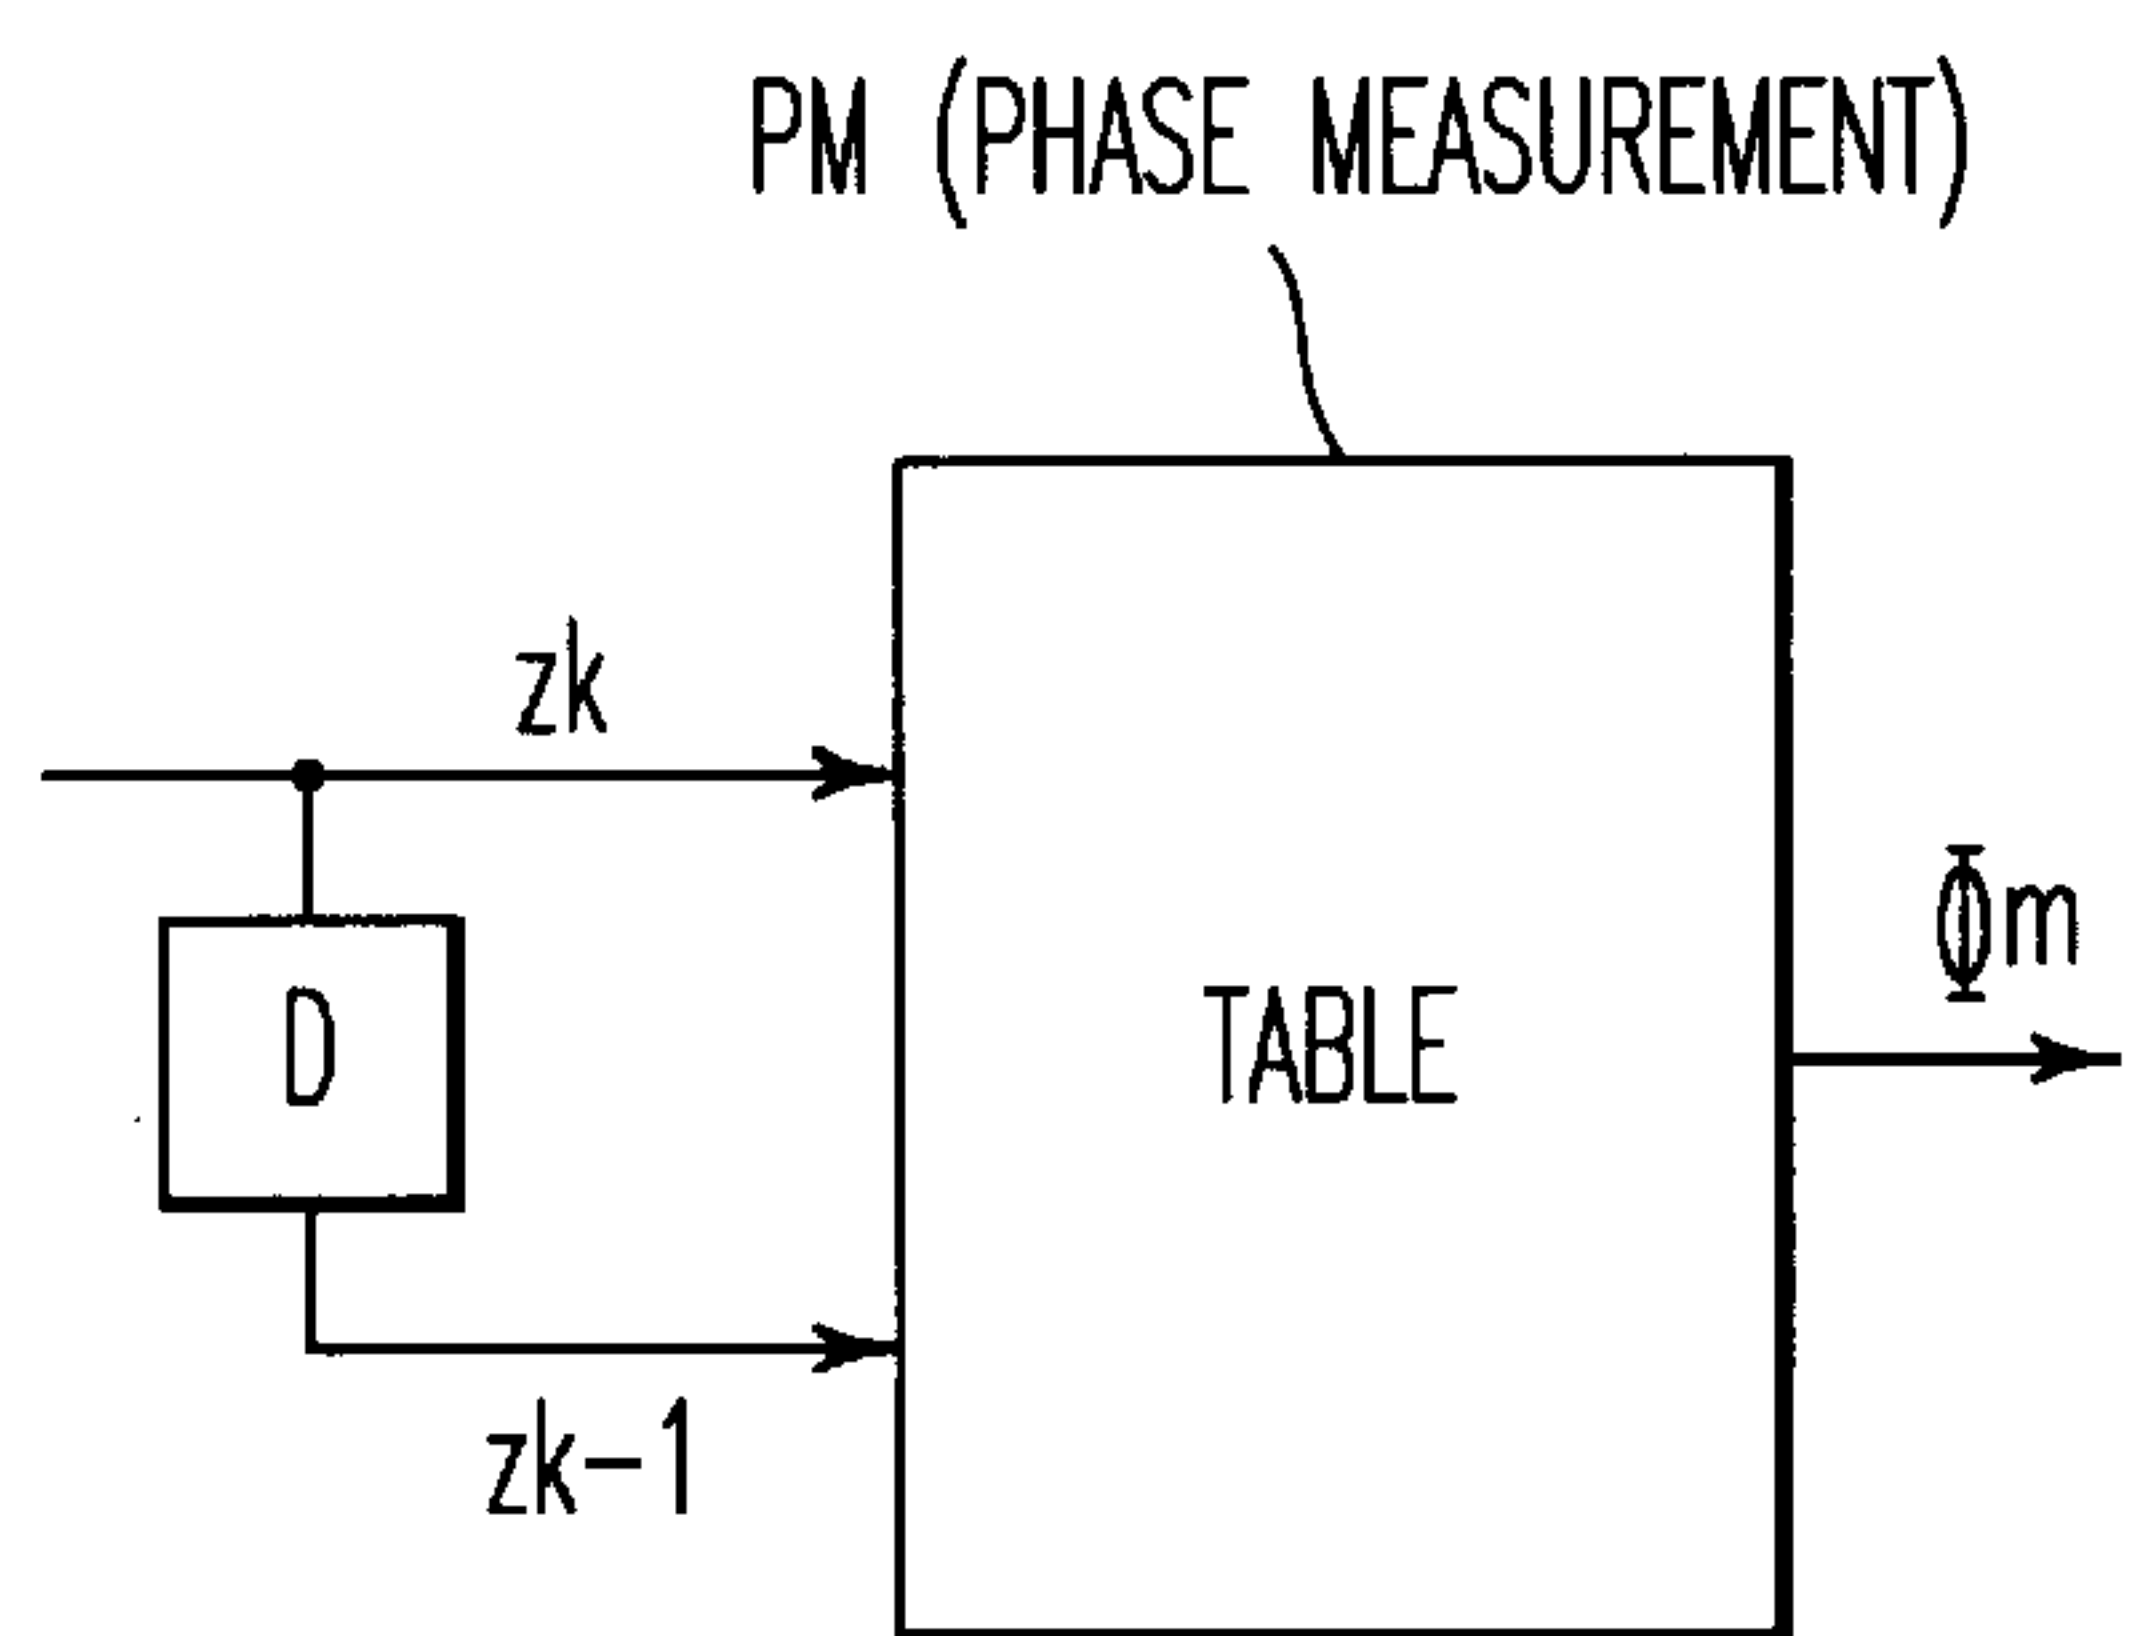 PM (PHASE MEASUREMENT)
zk
Φm
D
TABLE
zk-1